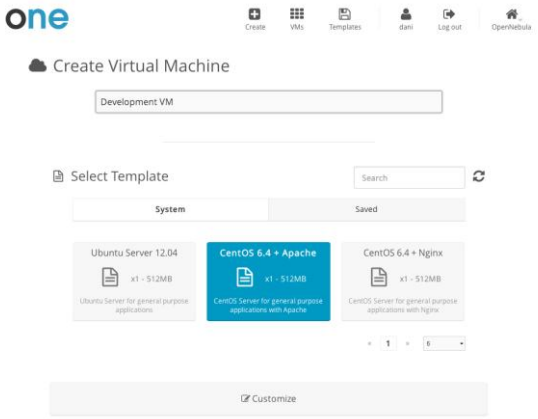 one
Create
VMs
Templates
dani
Log out
OpenNebula
Create Virtual Machine
Development VM
Select Template
Search
System
Saved
Ubuntu Server 12.04
x1 - 512MB
Ubuntu Server for general purpose
applications
CentOS 6.4 + Apache
x1 - 512MB
CentOS Server for general purpose
applications with Apache
CentOS 6.4 + Nginx
x1 - 512MB
CentOS Server for general purpose
applications with Nginx
« 1 » 6
Customize